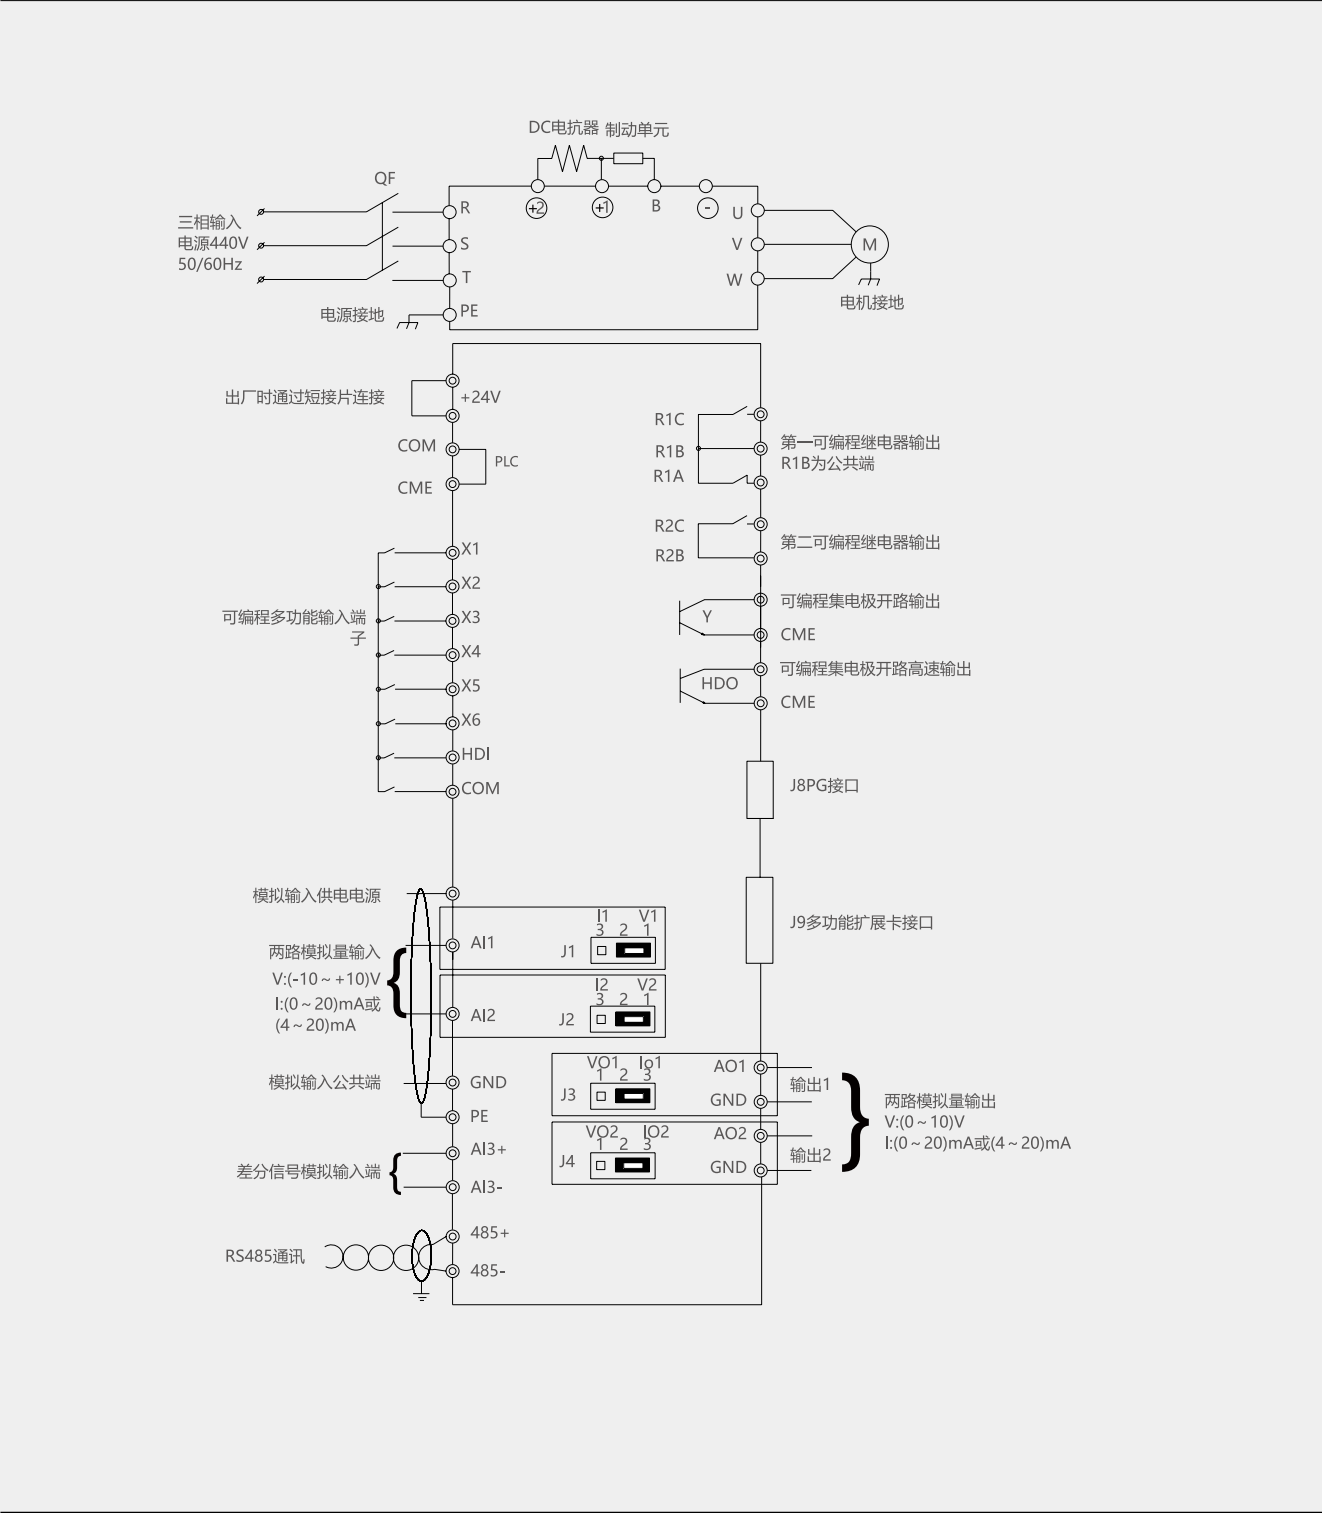 DC电抗器 制动单元
QF
三相输入
电源440V
50/60Hz
R
S
T
PE
+2
+1
B
-
U
V
W
M
电源接地
电机接地
出厂时通过短接片连接
+24V
COM
PLC
CME
R1C
R1B
R1A
第一可编程继电器输出
R1B为公共端
R2C
R2B
第二可编程继电器输出
X1
X2
X3
X4
X5
X6
HDI
COM
可编程多功能输入端
子
Y
可编程集电极开路输出
CME
HDO
可编程集电极开路高速输出
CME
J8PG接口
J9多功能扩展卡接口
模拟输入供电电源
两路模拟量输入
V:(-10~+10)V
I:(0~20)mA或
(4~20)mA
AI1
J1
I1 V1
3 2 1
AI2
J2
I2 V2
3 2 1
模拟输入公共端
GND
PE
差分信号模拟输入端
AI3+
AI3-
RS485通讯
485+
485-
VO1 Io1
1 2 3
J3
AO1
GND
输出1
VO2 IO2
1 2 3
J4
AO2
GND
输出2
两路模拟量输出
V:(0~10)V
I:(0~20)mA或(4~20)mA